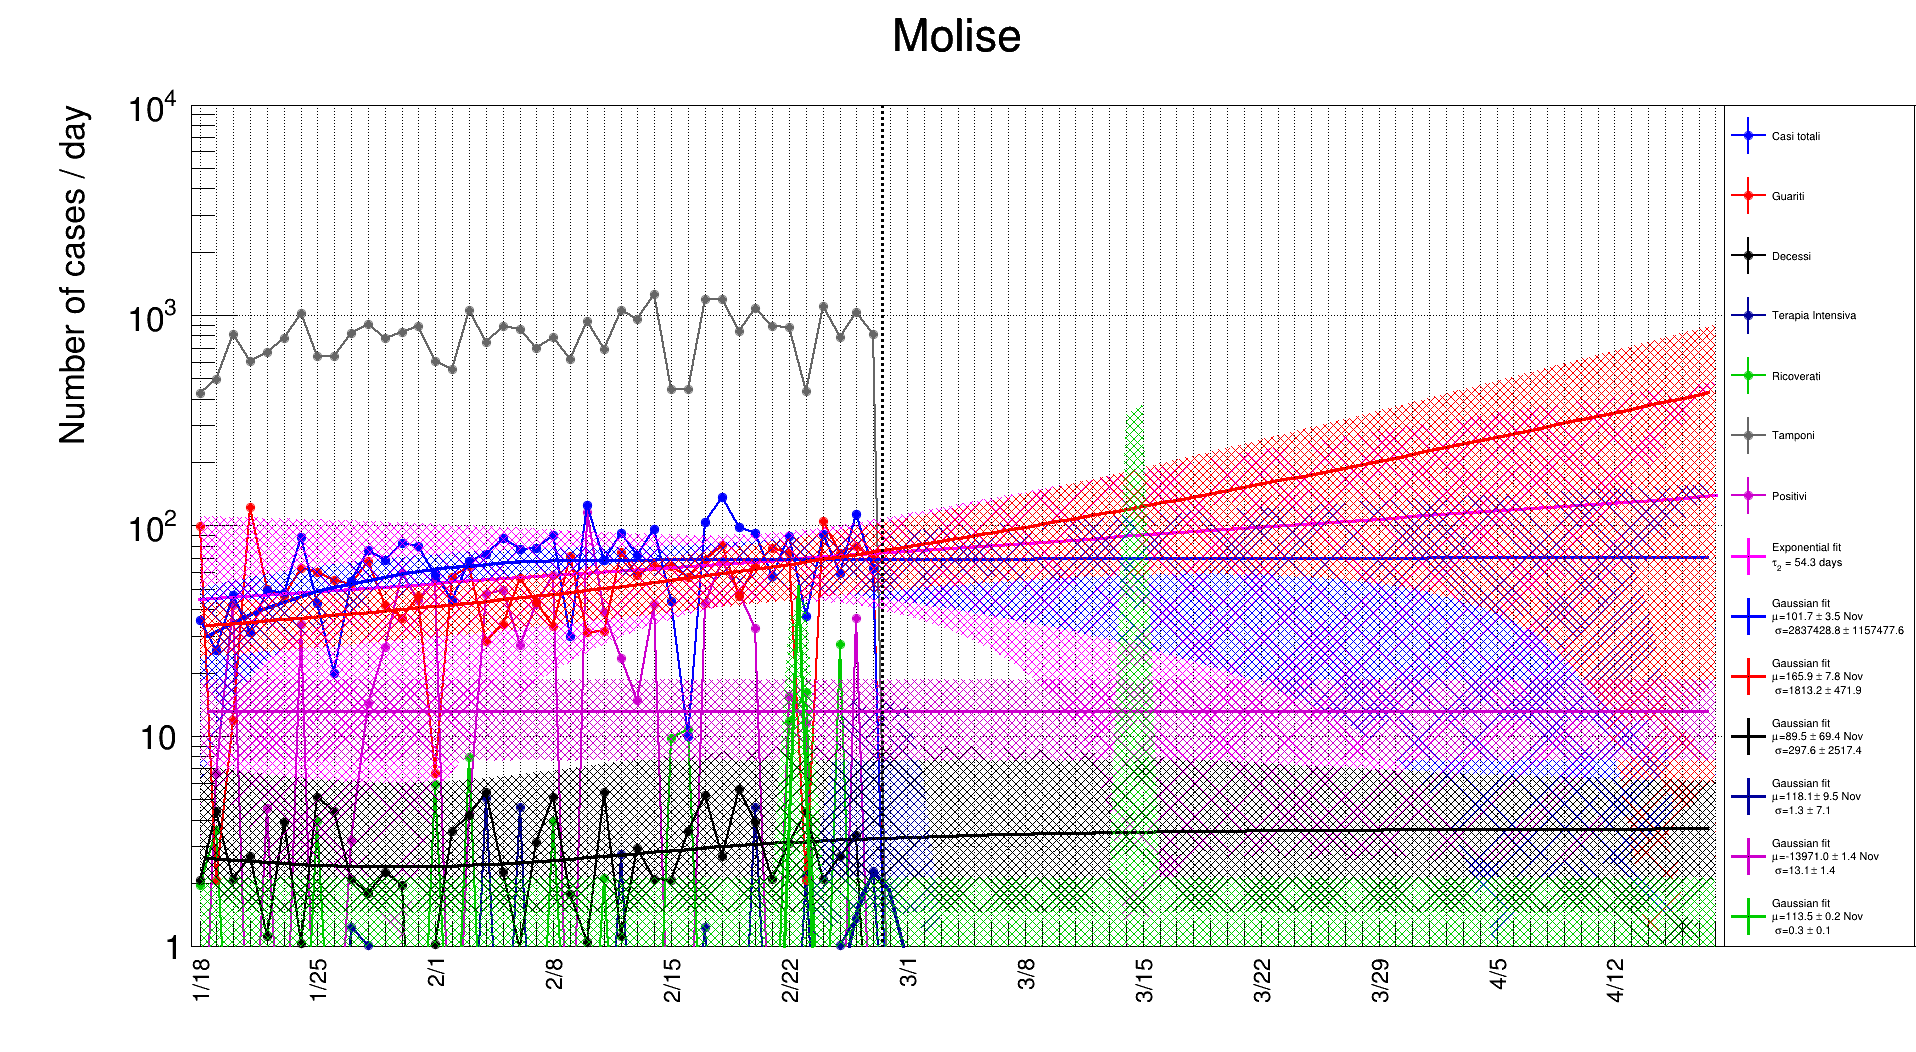 Molise
Number of cases / day
10^4
10^3
10^2
10
1
1/18
1/25
2/1
2/8
2/15
2/22
3/1
3/8
3/15
3/22
3/29
4/5
4/12
Casi totali
Guariti
Decessi
Terapia Intensiva
Ricoverati
Tamponi
Positivi
Exponential fit
τ₂ = 54.3 days
Gaussian fit
μ=101.7 ± 3.5 Nov
σ=2837428.8 ± 1157477.6
Gaussian fit
μ=165.9 ± 7.8 Nov
σ=1813.2 ± 471.9
Gaussian fit
μ=89.5 ± 69.4 Nov
σ=297.6 ± 2517.4
Gaussian fit
μ=118.1 ± 9.5 Nov
σ=1.3 ± 7.1
Gaussian fit
μ=-13971.0 ± 1.4 Nov
σ=13.1 ± 1.4
Gaussian fit
μ=113.5 ± 0.2 Nov
σ=0.3 ± 0.1